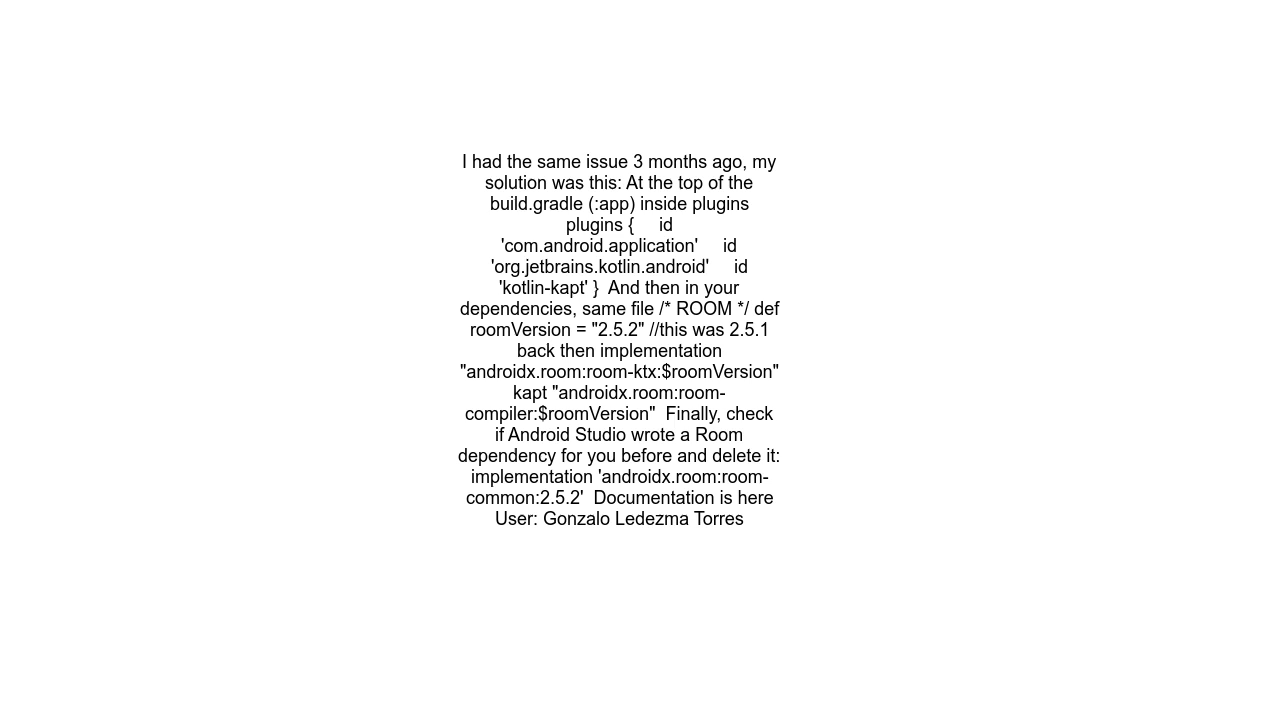 I had the same issue 3 months ago, my
solution was this: At the top of the
build.gradle (:app) inside plugins
plugins {     id
'com.android.application'     id
'org.jetbrains.kotlin.android'     id
'kotlin-kapt' }  And then in your
dependencies, same file /* ROOM */ def
roomVersion = "2.5.2" //this was 2.5.1
back then implementation
"androidx.room:room-ktx:$roomVersion"
kapt "androidx.room:room-
compiler:$roomVersion"  Finally, check
if Android Studio wrote a Room
dependency for you before and delete it:
implementation 'androidx.room:room-
common:2.5.2'  Documentation is here
User: Gonzalo Ledezma Torres